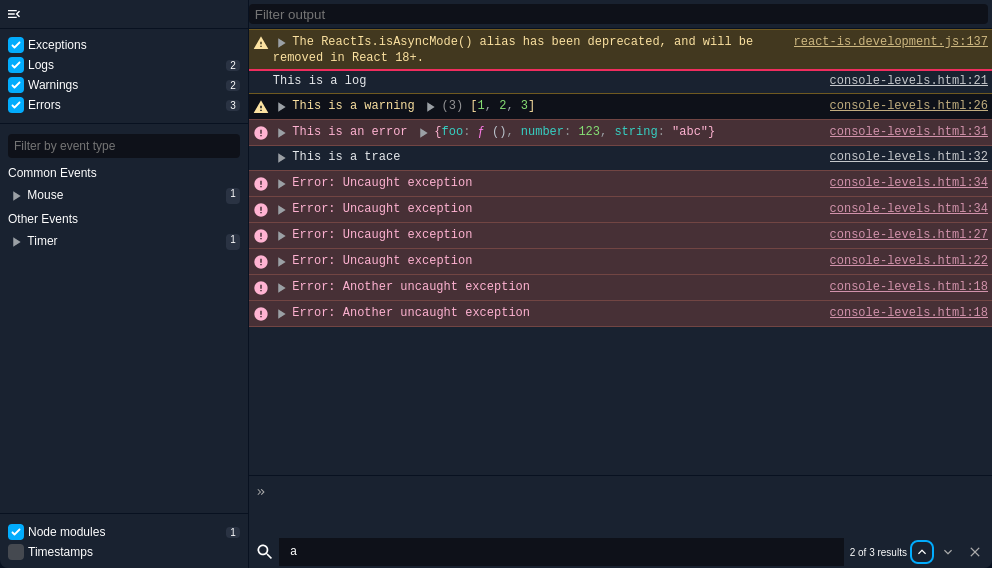 Filter output
Exceptions
Logs 2
Warnings 2
Errors 3
Filter by event type
Common Events
Mouse 1
Other Events
Timer 1
Node modules 1
Timestamps
The ReactIs.isAsyncMode() alias has been deprecated, and will be react-is.development.js:137
removed in React 18+.
This is a log console-levels.html:21
This is a warning (3) [1, 2, 3] console-levels.html:26
This is an error {foo: ƒ (), number: 123, string: "abc"} console-levels.html:31
This is a trace console-levels.html:32
Error: Uncaught exception console-levels.html:34
Error: Uncaught exception console-levels.html:34
Error: Uncaught exception console-levels.html:27
Error: Uncaught exception console-levels.html:22
Error: Another uncaught exception console-levels.html:18
Error: Another uncaught exception console-levels.html:18
»
a 2 of 3 results